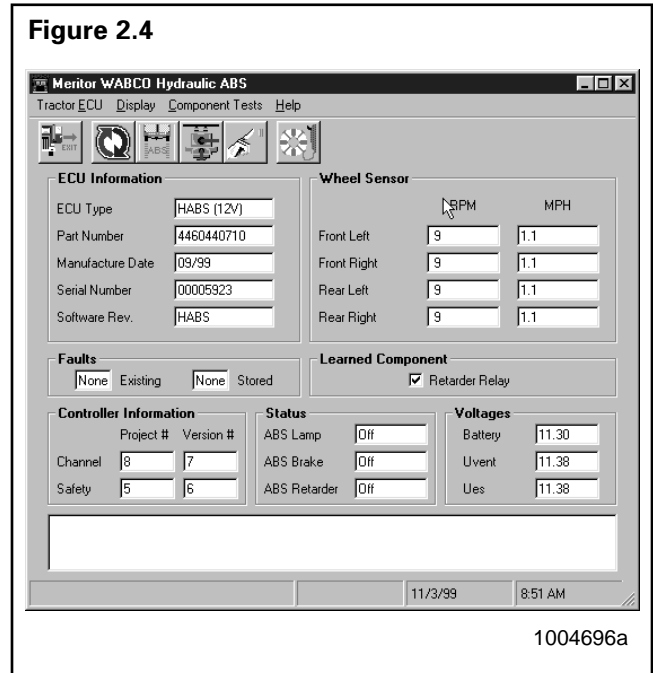 Figure 2.4
Meritor WABCO Hydraulic ABS
Tractor ECU Display Component Tests Help
EXIT ABS
ECU Information
ECU Type HABS (12V)
Part Number 4460440710
Manufacture Date 09/99
Serial Number 00005923
Software Rev. HABS
Wheel Sensor
RPM MPH
Front Left 9 1.1
Front Right 9 1.1
Rear Left 9 1.1
Rear Right 9 1.1
Faults
None Existing None Stored
Learned Component
Retarder Relay
Controller Information
Project # Version #
Channel 8 7
Safety 5 6
Status
ABS Lamp Off
ABS Brake Off
ABS Retarder Off
Voltages
Battery 11.30
Uvent 11.38
Ues 11.38
11/3/99 8:51 AM
1004696a